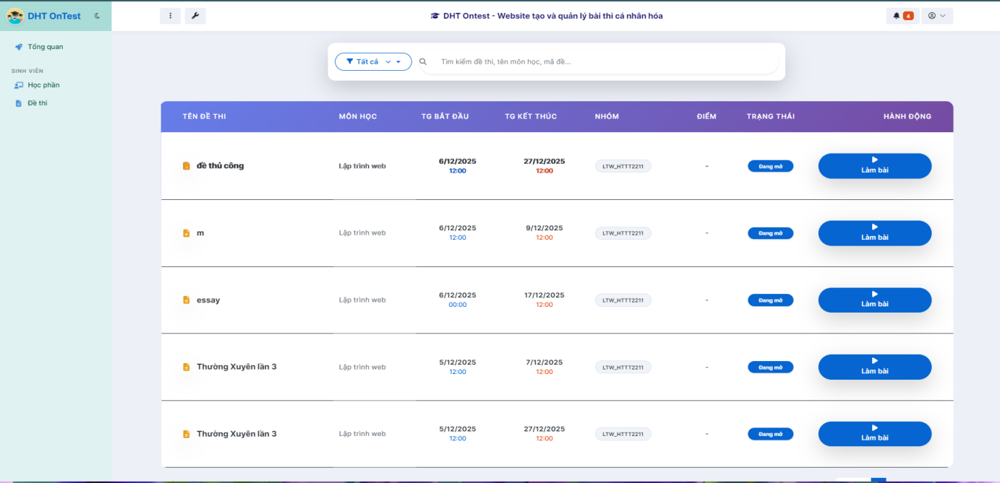 DHT OnTest
DHT Ontest - Website tạo và quản lý bài thi cá nhân hóa
4
Tổng quan
SINH VIÊN
Học phần
Đề thi
Tất cả
Tìm kiếm đề thi, tên môn học, mã đề...
TÊN ĐỀ THI MÔN HỌC TG BẮT ĐẦU TG KẾT THÚC NHÓM ĐIỂM TRẠNG THÁI HÀNH ĐỘNG
đề thủ công Lập trình web 6/12/2025 27/12/2025 LTW_HTTT2211 - Đang mở Làm bài
12:00 12:00
m Lập trình web 6/12/2025 9/12/2025 LTW_HTTT2211 - Đang mở Làm bài
12:00 12:00
essay Lập trình web 6/12/2025 17/12/2025 LTW_HTTT2211 - Đang mở Làm bài
00:00 12:00
Thường Xuyên lần 3 Lập trình web 5/12/2025 7/12/2025 LTW_HTTT2211 - Đang mở Làm bài
12:00 12:00
Thường Xuyên lần 3 Lập trình web 5/12/2025 27/12/2025 LTW_HTTT2211 - Đang mở Làm bài
12:00 12:00